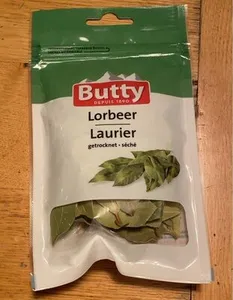 Butty
DEPUIS 1890
Lorbeer
Laurier
getrocknet • séché